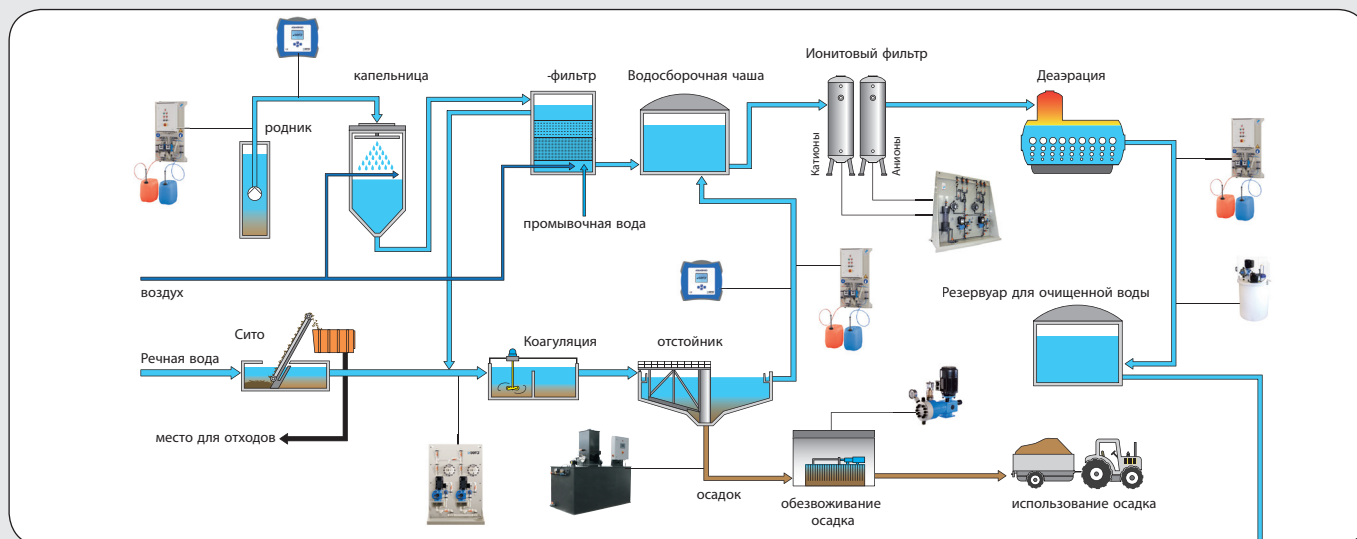 Ионитовый фильтр
капельница
-фильтр
Водосборочная чаша
Деаэрация
родник
Катионы
Анионы
промывочная вода
воздух
Резервуар для очищенной воды
Сито
Коагуляция
отстойник
Речная вода
место для отходов
осадок
обезвоживание
осадка
использование осадка